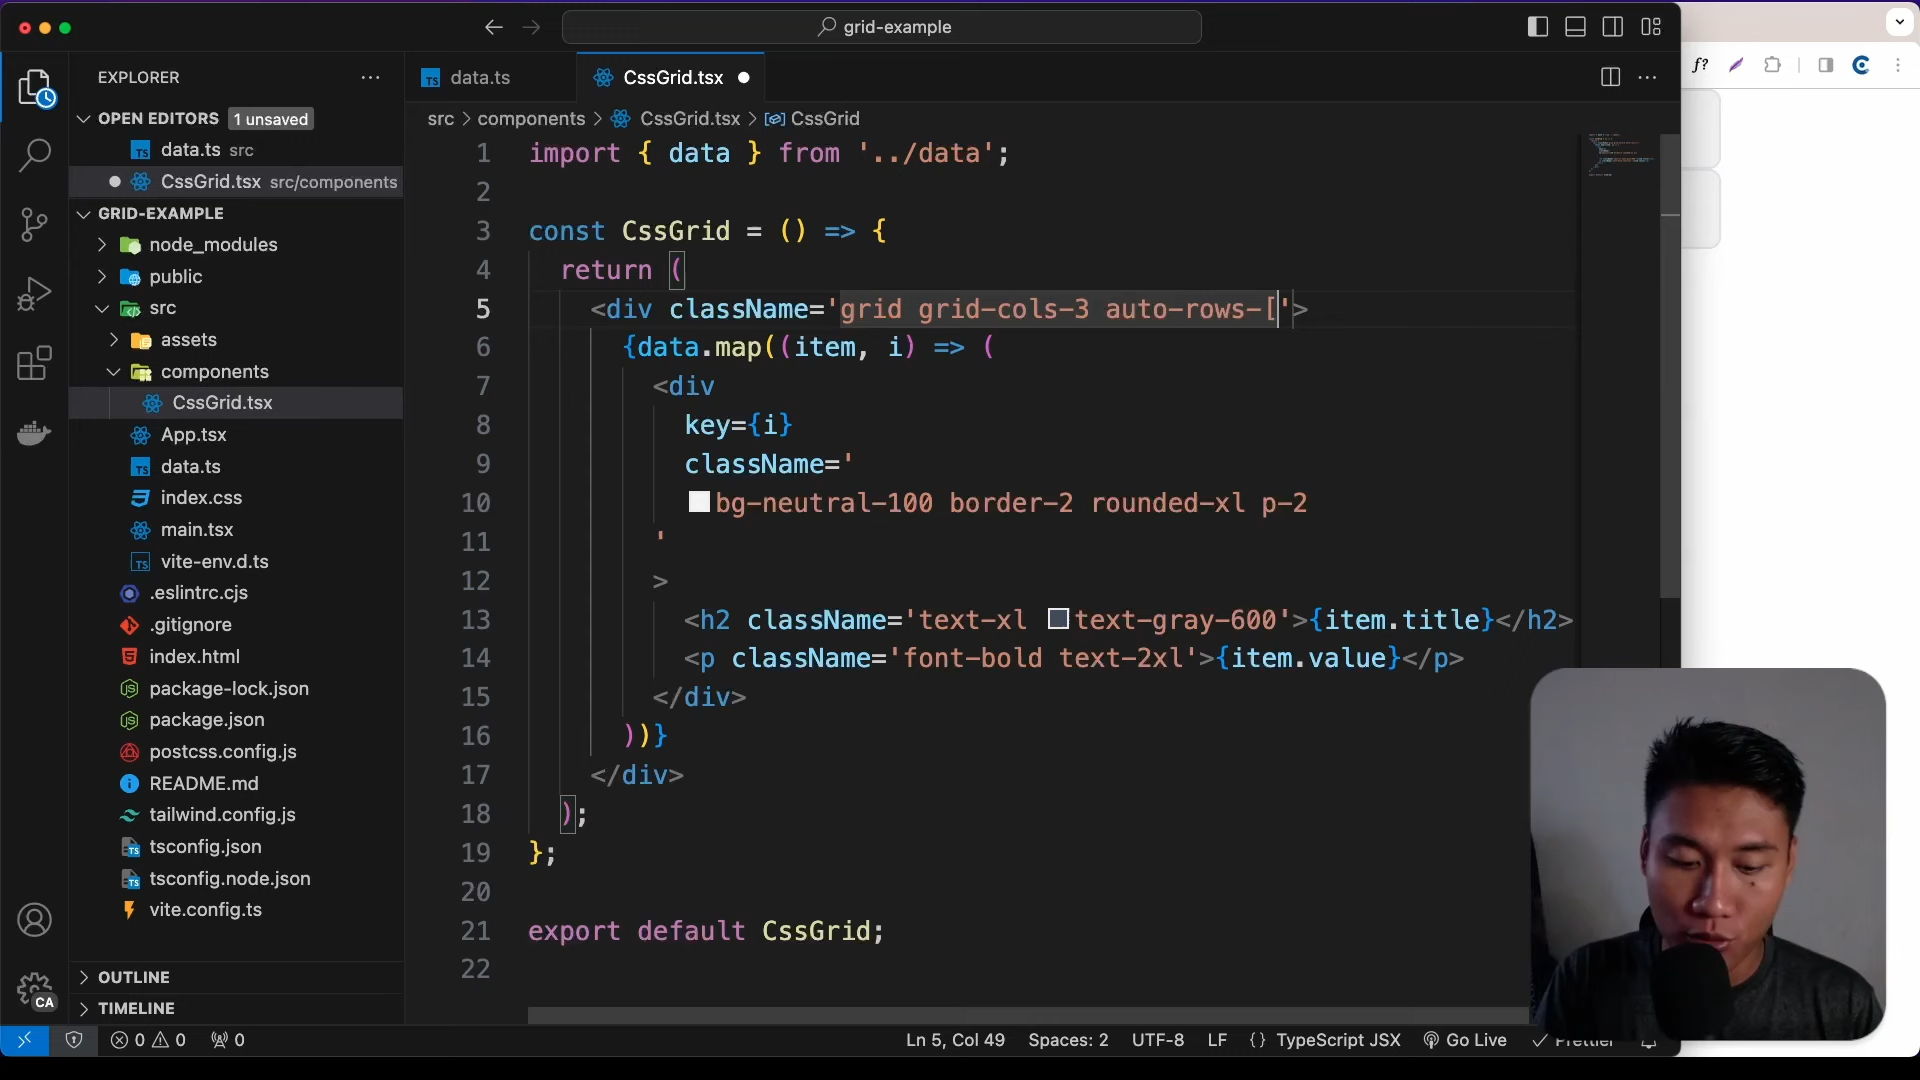 grid-example
f?
EXPLORER
OPEN EDITORS 1 unsaved
data.ts src
CssGrid.tsx src/components
GRID-EXAMPLE
node_modules
public
src
assets
components
CssGrid.tsx
App.tsx
data.ts
index.css
main.tsx
vite-env.d.ts
.eslintrc.cjs
.gitignore
index.html
package-lock.json
package.json
postcss.config.js
README.md
tailwind.config.js
tsconfig.json
tsconfig.node.json
vite.config.ts
OUTLINE
TIMELINE
CA
data.ts
CssGrid.tsx
src > components > CssGrid.tsx > CssGrid
1 import { data } from '../data';
2
3 const CssGrid = () => {
4 return (
5 <div className='grid grid-cols-3 auto-rows-['>
6 {data.map((item, i) => (
7 <div
8 key={i}
9 className='
10 bg-neutral-100 border-2 rounded-xl p-2
11 '
12 >
13 <h2 className='text-xl text-gray-600'>{item.title}</h2>
14 <p className='font-bold text-2xl'>{item.value}</p>
15 </div>
16 ))}
17 </div>
18 );
19 };
20
21 export default CssGrid;
22
0 0 0 Ln 5, Col 49 Spaces: 2 UTF-8 LF {} TypeScript JSX Go Live Prettier